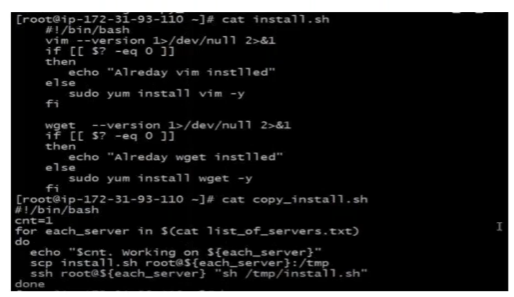 [root@ip-172-31-93-110 ~]# cat install.sh
#!/bin/bash
vim --version 1>/dev/null 2>&1
if [[ $? -eq 0 ]]
then
echo "Alreday vim instlled"
else
sudo yum install vim -y
fi
wget --version 1>/dev/null 2>&1
if [[ $? -eq 0 ]]
then
echo "Alreday wget instlled"
else
sudo yum install wget -y
fi
[root@ip-172-31-93-110 ~]# cat copy_install.sh
#!/bin/bash
cnt=1
for each_server in $(cat list_of_servers.txt)
do
echo "$cnt. Working on ${each_server}"
scp install.sh root@${each_server}:/tmp
ssh root@${each_server} "sh /tmp/install.sh"
done